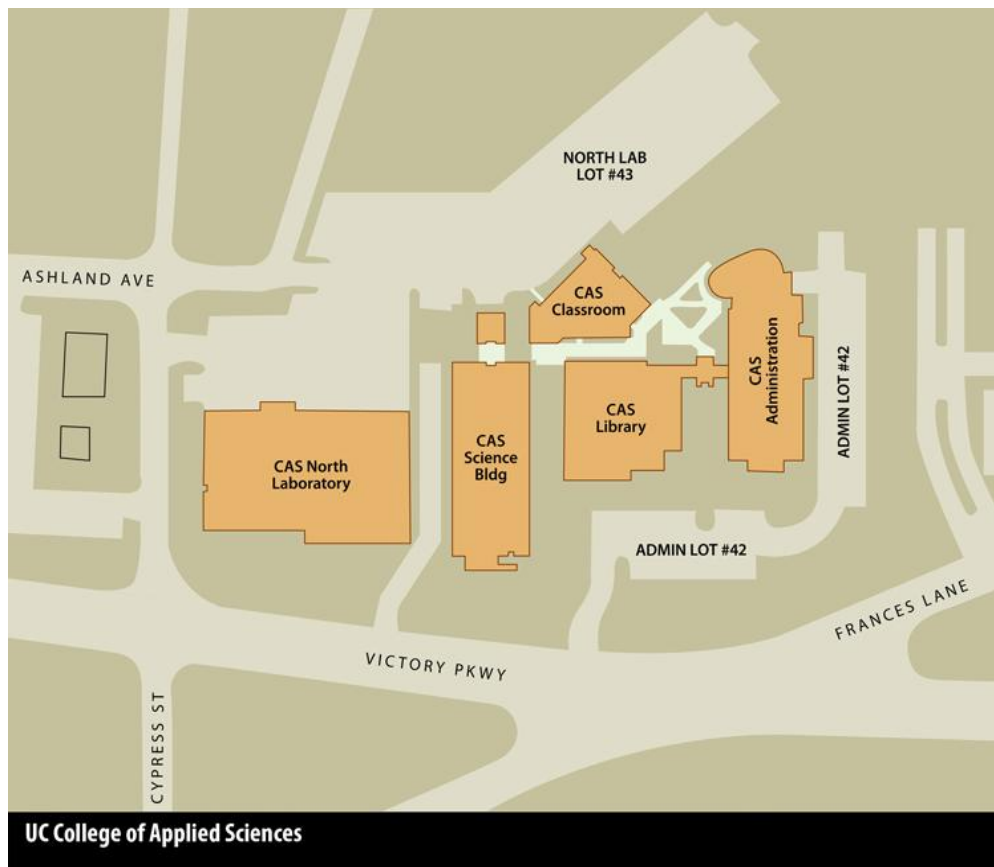 NORTH LAB
LOT #43
ASHLAND AVE
CAS
Classroom
CAS
Administration
ADMIN LOT #42
CAS
Library
CAS
Science
Bldg
CAS North
Laboratory
ADMIN LOT #42
FRANCES LANE
VICTORY PKWY
CYPRESS ST
UC College of Applied Sciences